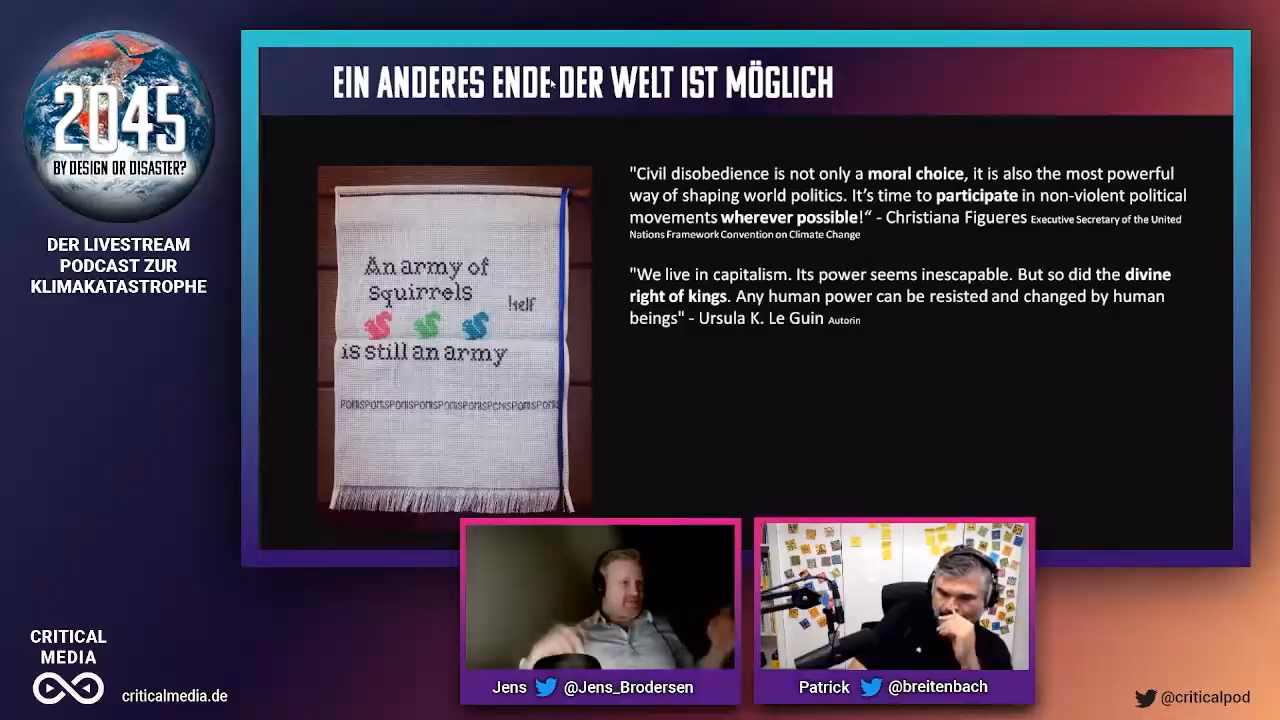 2045
BY DESIGN OR DISASTER?
DER LIVESTREAM
PODCAST ZUR
KLIMAKATASTROPHE
EIN ANDERES ENDE DER WELT IST MÖGLICH
An army of
squirrels
!self
is still an army
POMSPOMSPOMSPOMSPOMSPOMSPOMSPOMSPOMS
"Civil disobedience is not only a moral choice, it is also the most powerful
way of shaping world politics. It’s time to participate in non-violent political
movements wherever possible!“ - Christiana Figueres Executive Secretary of the United
Nations Framework Convention on Climate Change
"We live in capitalism. Its power seems inescapable. But so did the divine
right of kings. Any human power can be resisted and changed by human
beings" - Ursula K. Le Guin Autorin
Jens @Jens_Brodersen
Patrick @breitenbach
CRITICAL
MEDIA
criticalmedia.de
@criticalpod